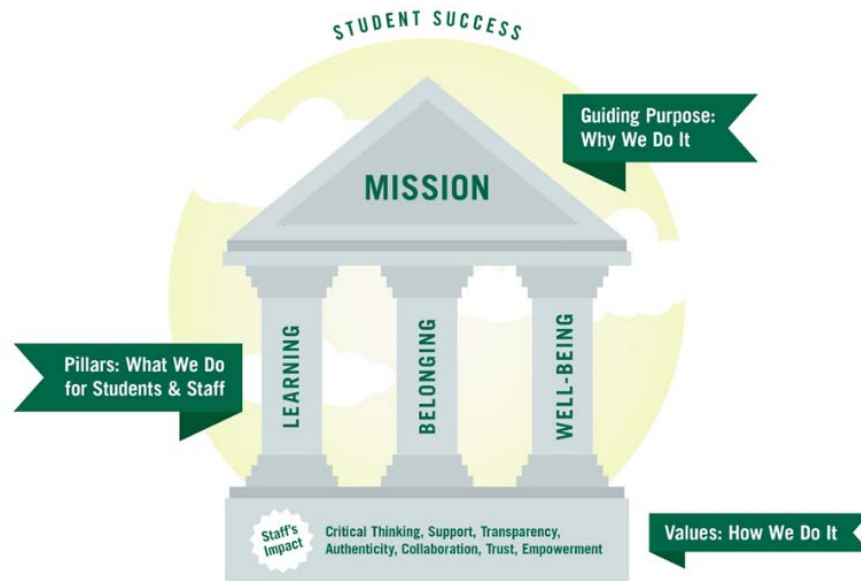 STUDENT SUCCESS
Guiding Purpose:
Why We Do It
MISSION
Pillars: What We Do
for Students & Staff
LEARNING
BELONGING
WELL-BEING
Staff's
Impact
Critical Thinking, Support, Transparency,
Authenticity, Collaboration, Trust, Empowerment
Values: How We Do It